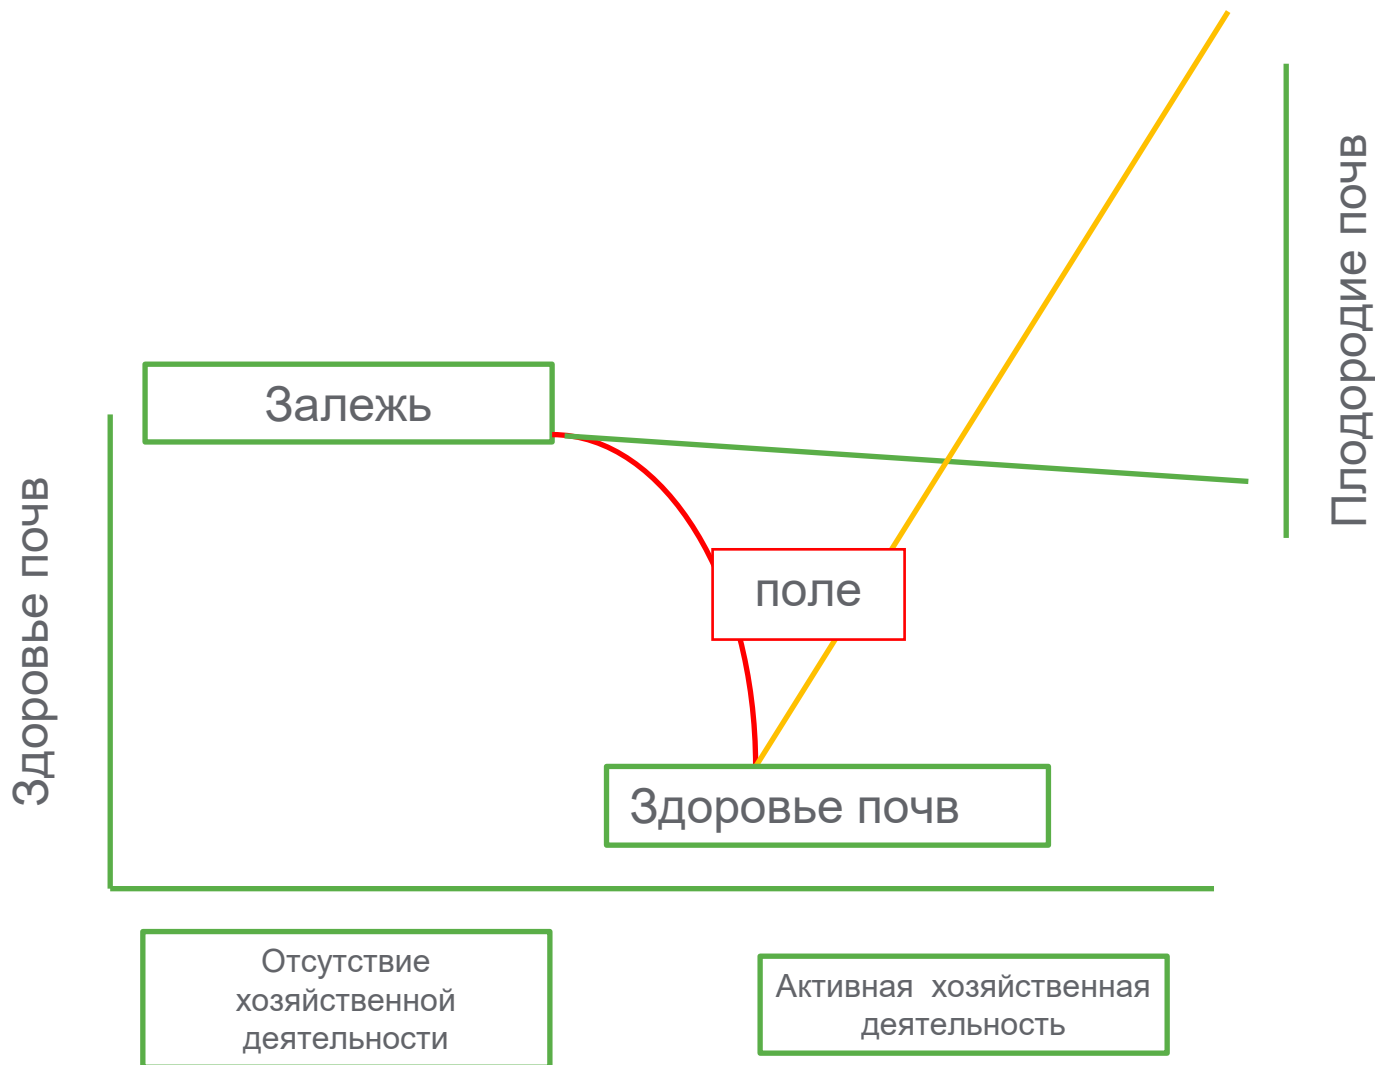 Плодородие почв
Залежь
Здоровье почв
поле
Здоровье почв
Отсутствие
хозяйственной
деятельности
Активная хозяйственная
деятельность